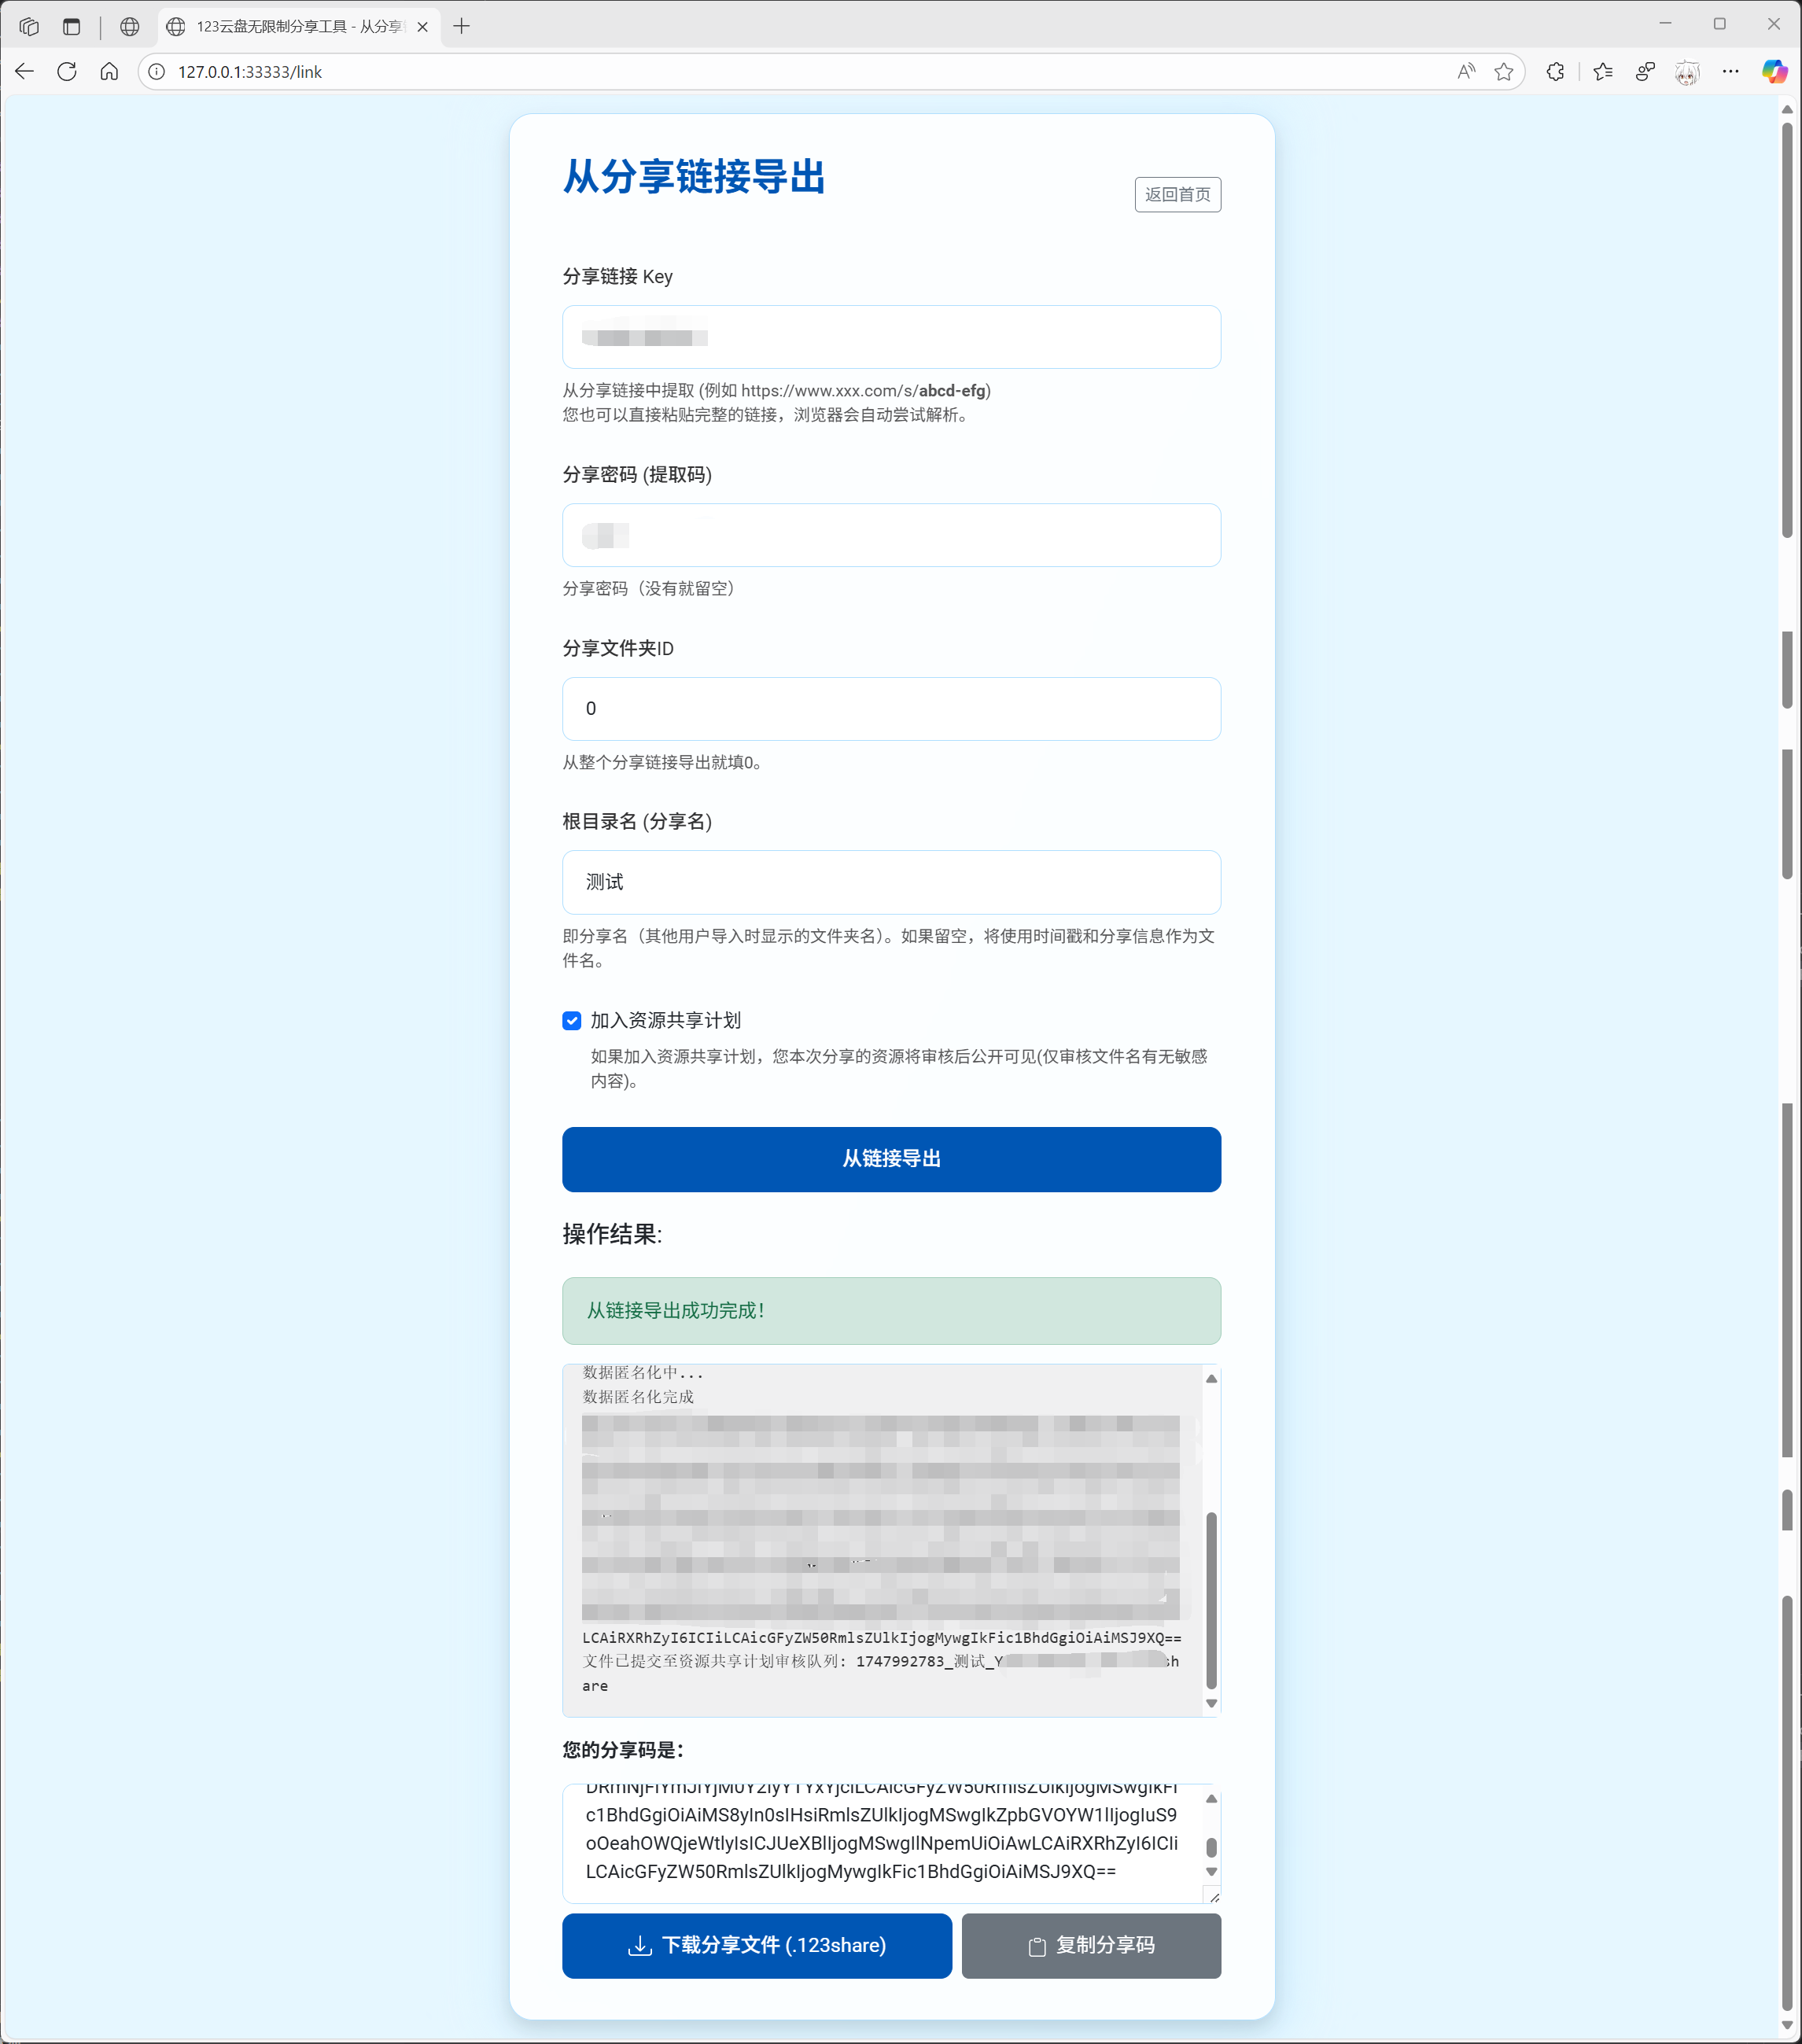 123云盘无限制分享工具 - 从分享
127.0.0.1:33333/link
从分享链接导出
返回首页
分享链接 Key
从分享链接中提取 (例如 https://www.xxx.com/s/abcd-efg)
您也可以直接粘贴完整的链接，浏览器会自动尝试解析。
分享密码 (提取码)
分享密码（没有就留空）
分享文件夹ID
0
从整个分享链接导出就填0。
根目录名 (分享名)
测试
即分享名（其他用户导入时显示的文件夹名）。如果留空，将使用时间戳和分享信息作为文
件名。
加入资源共享计划
如果加入资源共享计划，您本次分享的资源将审核后公开可见(仅审核文件名有无敏感
内容)。
从链接导出
操作结果:
从链接导出成功完成！
数据匿名化中...
数据匿名化完成
LCAiRXRhZyI6ICIiLCAicGFyZW50RmlsZUlkIjogMywgIkFic1BhdGgiOiAiMSJ9XQ==
文件已提交至资源共享计划审核队列: 1747992783_测试_Y
sh
are
您的分享码是：
c1BhdGgiOiAiMS8yIn0sIHsiRmlsZUlkIjogMSwgIkZpbGVOYW1lIjogIuS9
oOeahOWQjeWtlyIsICJUeXBlIjogMSwgIlNpemUiOiAwLCAiRXRhZyI6ICIi
LCAicGFyZW50RmlsZUlkIjogMywgIkFic1BhdGgiOiAiMSJ9XQ==
下载分享文件 (.123share)
复制分享码